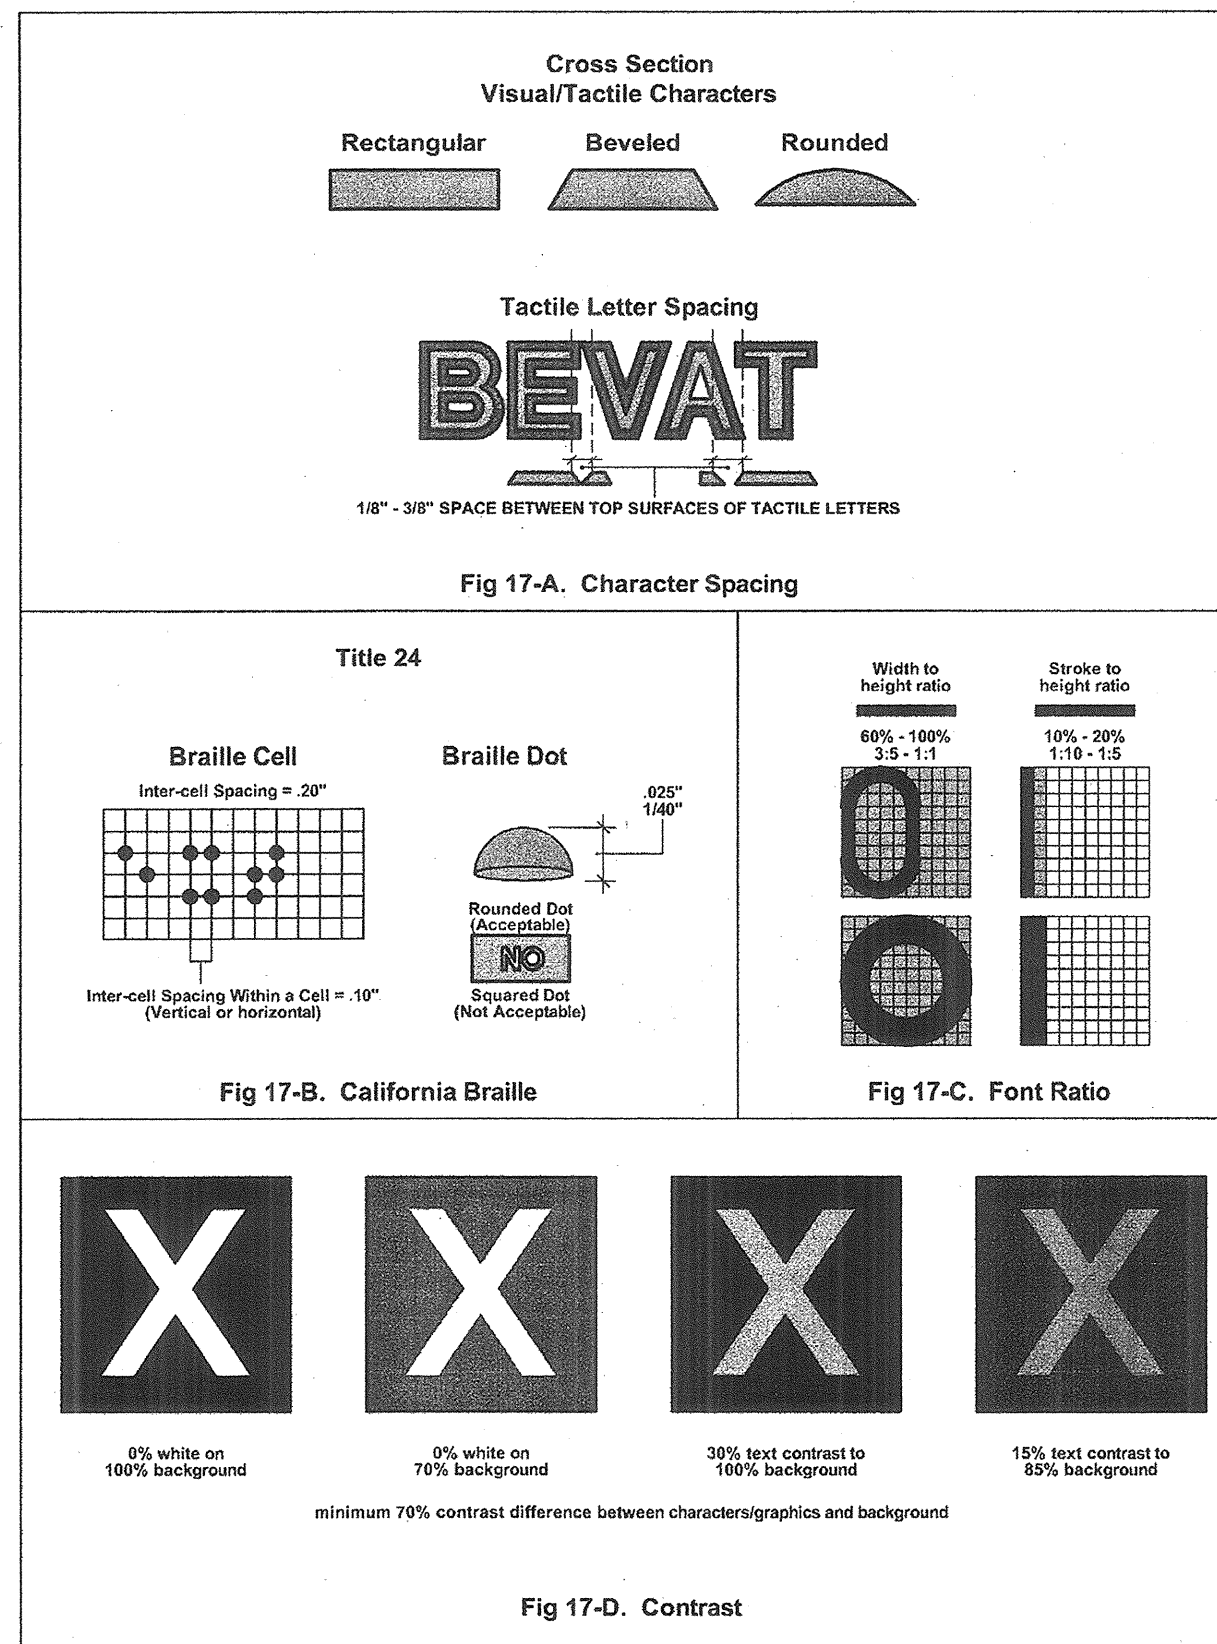 Cross Section
Visual/Tactile Characters
Rectangular
Beveled
Rounded
Tactile Letter Spacing
BEVAT
1/8" - 3/8" SPACE BETWEEN TOP SURFACES OF TACTILE LETTERS
Fig 17-A. Character Spacing
Title 24
Braille Cell
Inter-cell Spacing = .20"
Inter-cell Spacing Within a Cell = .10"
(Vertical or horizontal)
Braille Dot
.025"
1/40"
Rounded Dot
(Acceptable)
NO
Squared Dot
(Not Acceptable)
Fig 17-B. California Braille
Width to
height ratio
60% - 100%
3:5 - 1:1
Stroke to
height ratio
10% - 20%
1:10 - 1:5
Fig 17-C. Font Ratio
X
X
X
X
0% white on
100% background
0% white on
70% background
30% text contrast to
100% background
15% text contrast to
85% background
minimum 70% contrast difference between characters/graphics and background
Fig 17-D. Contrast